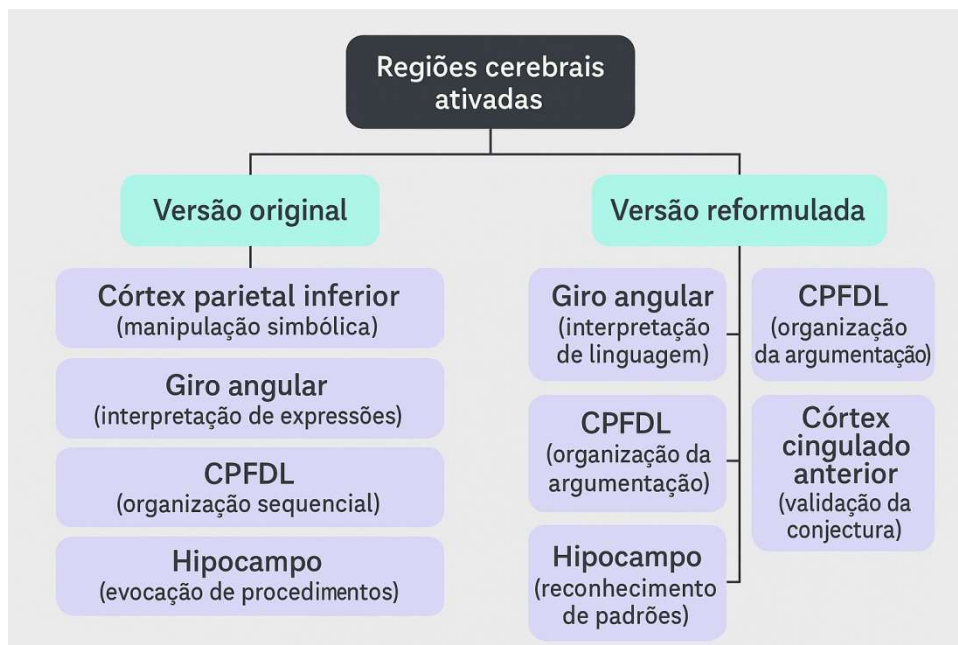 Regiões cerebrais
ativadas
Versão original
Córtex parietal inferior
(manipulação simbólica)
Giro angular
(interpretação de expressões)
CPFDL
(organização sequencial)
Hipocampo
(evocação de procedimentos)
Versão reformulada
Giro angular
(interpretação
de linguagem)
CPFDL
(organização da
argumentação)
Hipocampo
(reconhecimento
de padrões)
CPFDL
(organização
da argumentação)
Córtex
cingulado
anterior
(validação da
conjectura)